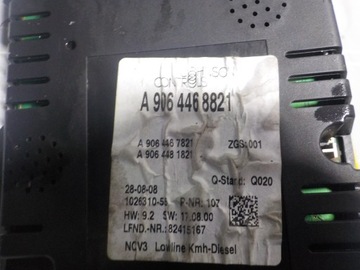 A 906 446 8821
A 906 446 7821 ZGS: 001
A 906 448 1821
Q-Stand: Q020
28-08-08
1026310-55 P-NR: 107
HW: 9.2 SW: 11.08.00
LFND.-NR.: 82415167
NCV3 Lowline Kmh-Diesel